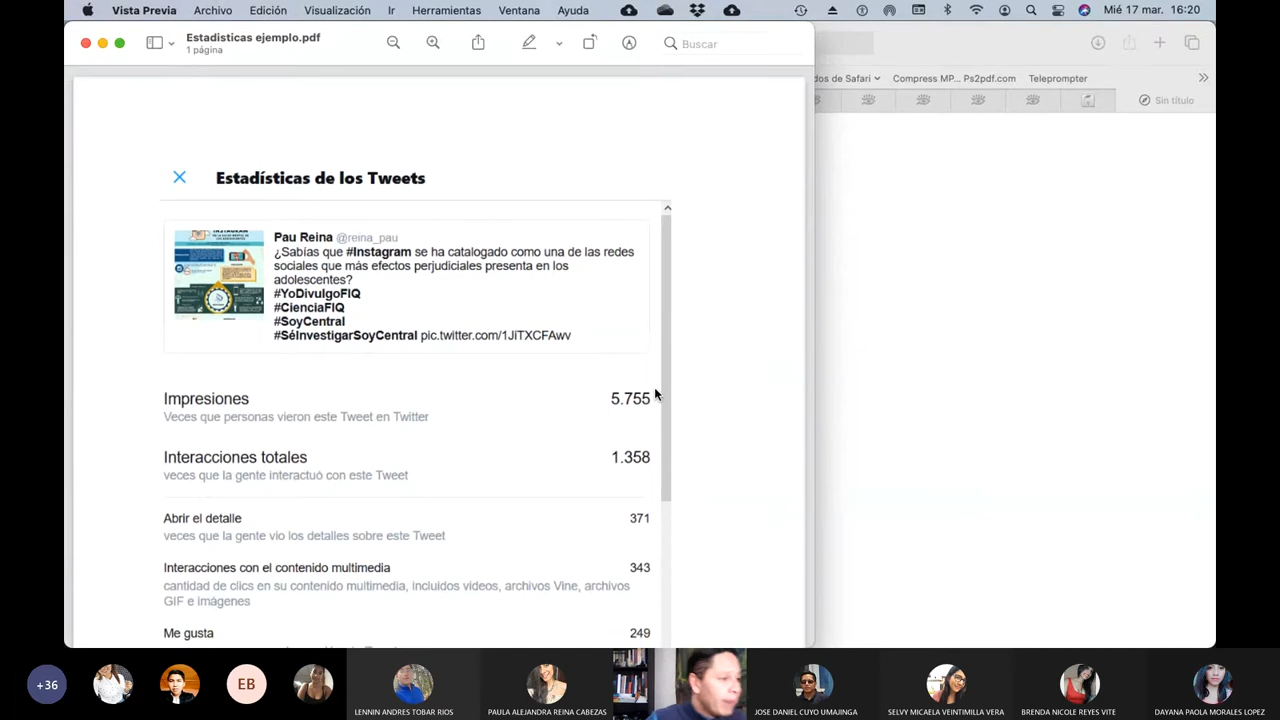 Vista Previa Archivo Edición Visualización Ir Herramientas Ventana Ayuda Mié 17 mar. 16:20
Estadisticas ejemplo.pdf
1 página
Buscar
dos de Safari Compress MP... Ps2pdf.com Teleprompter
Sin título
Estadísticas de los Tweets
Pau Reina @reina_pau
¿Sabías que #Instagram se ha catalogado como una de las redes
sociales que más efectos perjudiciales presenta en los
adolescentes?
#YoDivulgoFIQ
#CienciaFIQ
#SoyCentral
#SéInvestigarSoyCentral pic.twitter.com/1JiTXCFAwv
INSTAGRAM
Impresiones 5.755
Veces que personas vieron este Tweet en Twitter
Interacciones totales 1.358
veces que la gente interactuó con este Tweet
Abrir el detalle 371
veces que la gente vio los detalles sobre este Tweet
Interacciones con el contenido multimedia 343
cantidad de clics en su contenido multimedia, incluidos videos, archivos Vine, archivos
GIF e imágenes
Me gusta 249
+36 EB
LENNIN ANDRES TOBAR RIOS PAULA ALEJANDRA REINA CABEZAS JOSE DANIEL CUYO UMAJINGA SELVY MICAELA VEINTIMILLA VERA BRENDA NICOLE REYES VITE DAYANA PAOLA MORALES LOPEZ